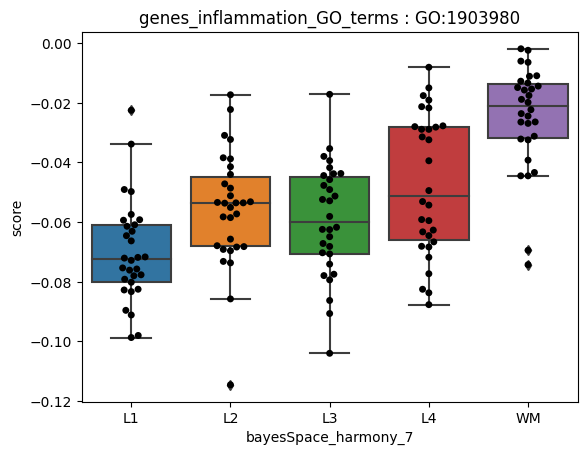 genes_inflammation_GO_terms : GO:1903980
0.00
−0.02
−0.04
−0.06
−0.08
−0.10
−0.12
score
L1 L2 L3 L4 WM
bayesSpace_harmony_7